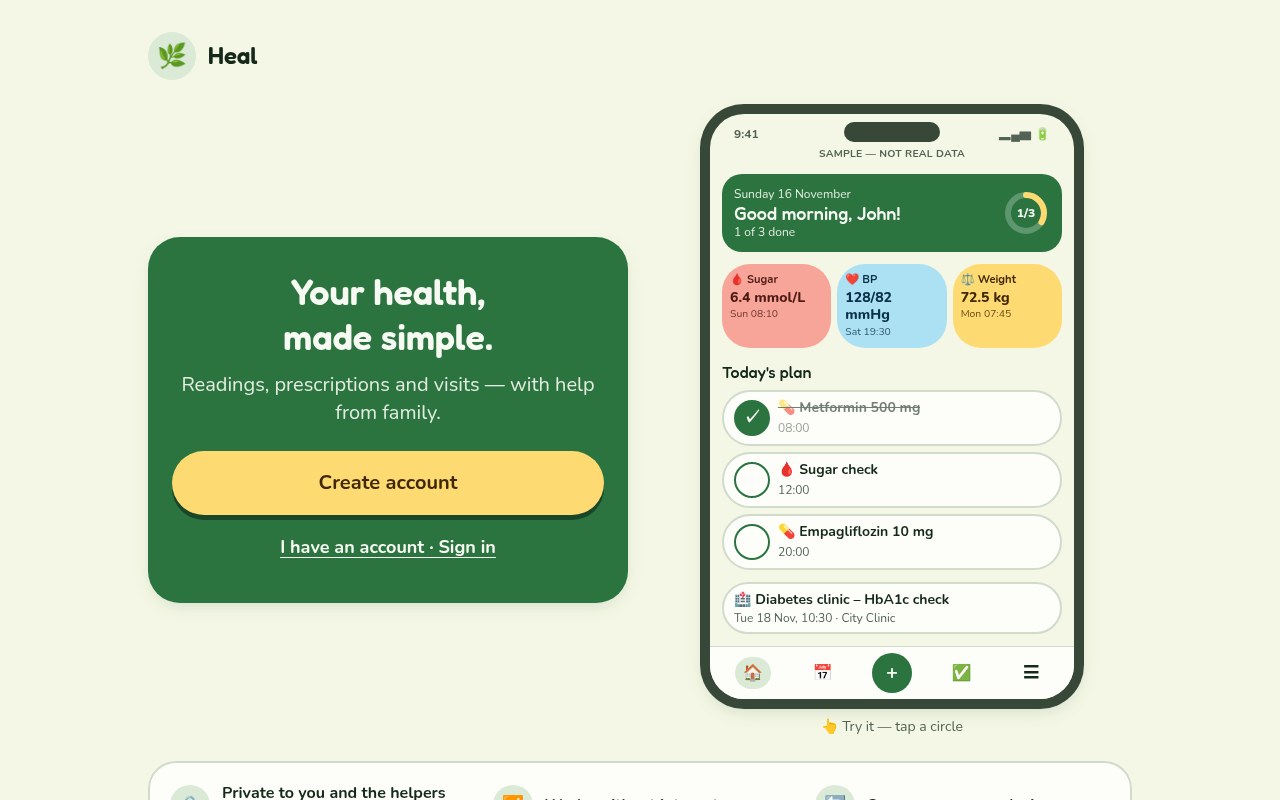 Heal
Your health,
made simple.
Readings, prescriptions and visits — with help
from family.
Create account
I have an account · Sign in
9:41
SAMPLE — NOT REAL DATA
Sunday 16 November
Good morning, John!
1 of 3 done
1/3
Sugar
6.4 mmol/L
Sun 08:10
BP
128/82
mmHg
Sat 19:30
Weight
72.5 kg
Mon 07:45
Today's plan
Metformin 500 mg
08:00
Sugar check
12:00
Empagliflozin 10 mg
20:00
Diabetes clinic – HbA1c check
Tue 18 Nov, 10:30 · City Clinic
+
Try it — tap a circle
Private to you and the helpers